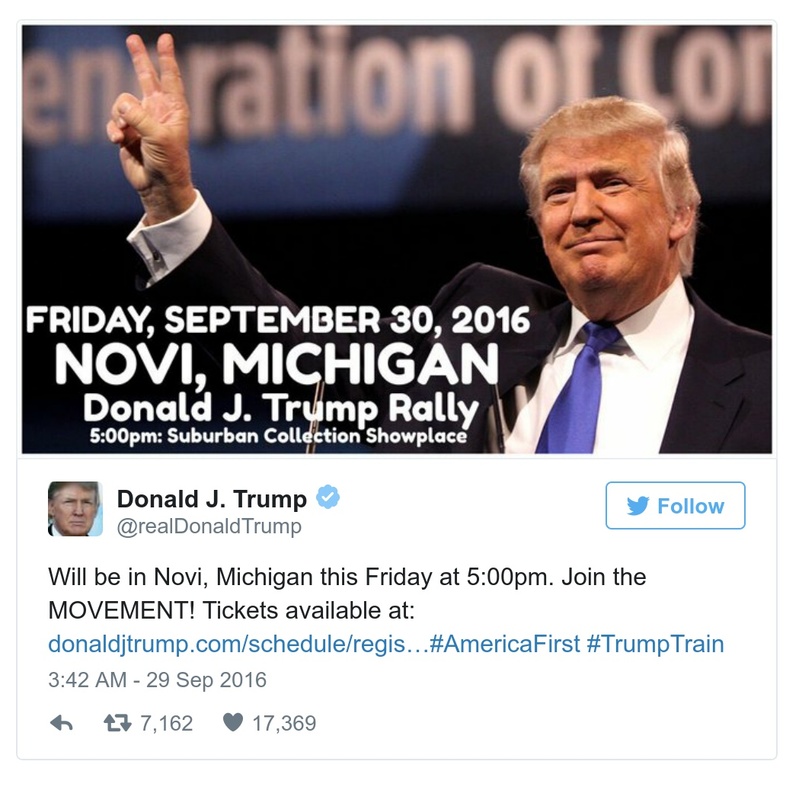 en ration of Con
FRIDAY, SEPTEMBER 30, 2016
NOVI, MICHIGAN
Donald J. Trump Rally
5:00pm: Suburban Collection Showplace
Donald J. Trump
@realDonaldTrump
Follow
Will be in Novi, Michigan this Friday at 5:00pm. Join the
MOVEMENT! Tickets available at:
donaldjtrump.com/schedule/regis…#AmericaFirst #TrumpTrain
3:42 AM - 29 Sep 2016
7,162 17,369